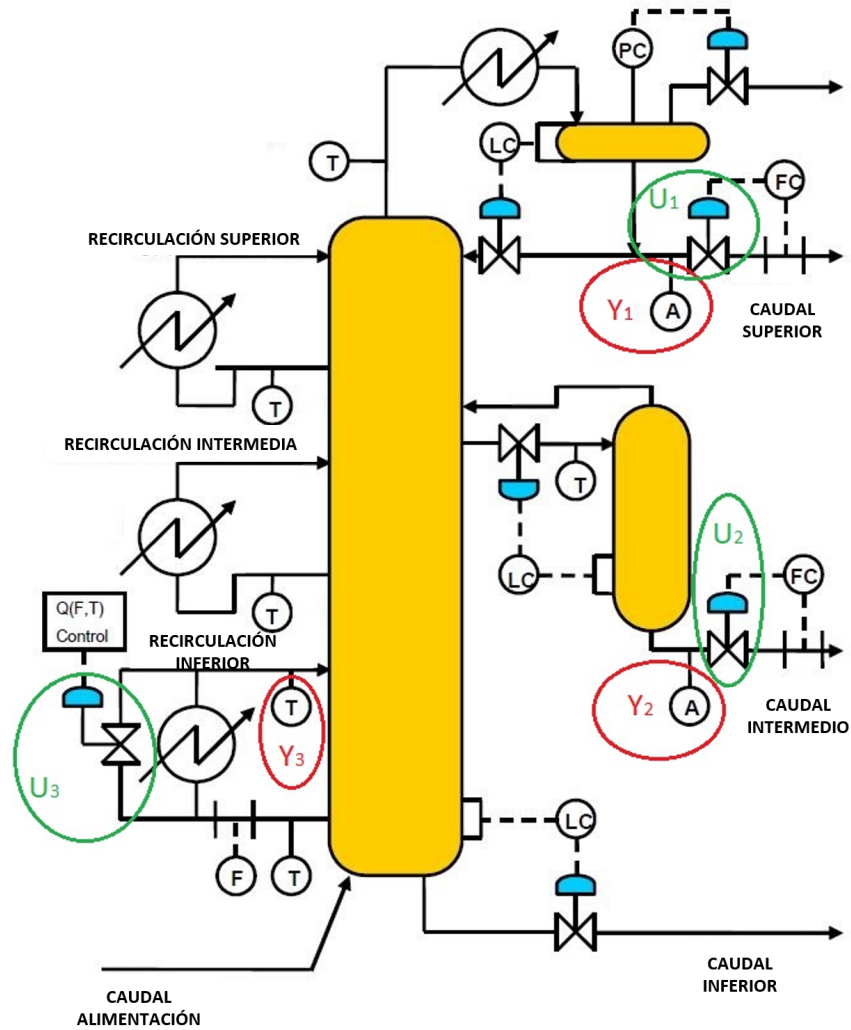 PC
T
LC
U1
FC
RECIRCULACIÓN SUPERIOR
Y1
A
CAUDAL
SUPERIOR
T
RECIRCULACIÓN INTERMEDIA
T
U2
LC
FC
Q(F,T)
Control
T
RECIRCULACIÓN
INFERIOR
T
Y2
A
CAUDAL
INTERMEDIO
Y3
U3
LC
F
T
CAUDAL
INFERIOR
CAUDAL
ALIMENTACIÓN